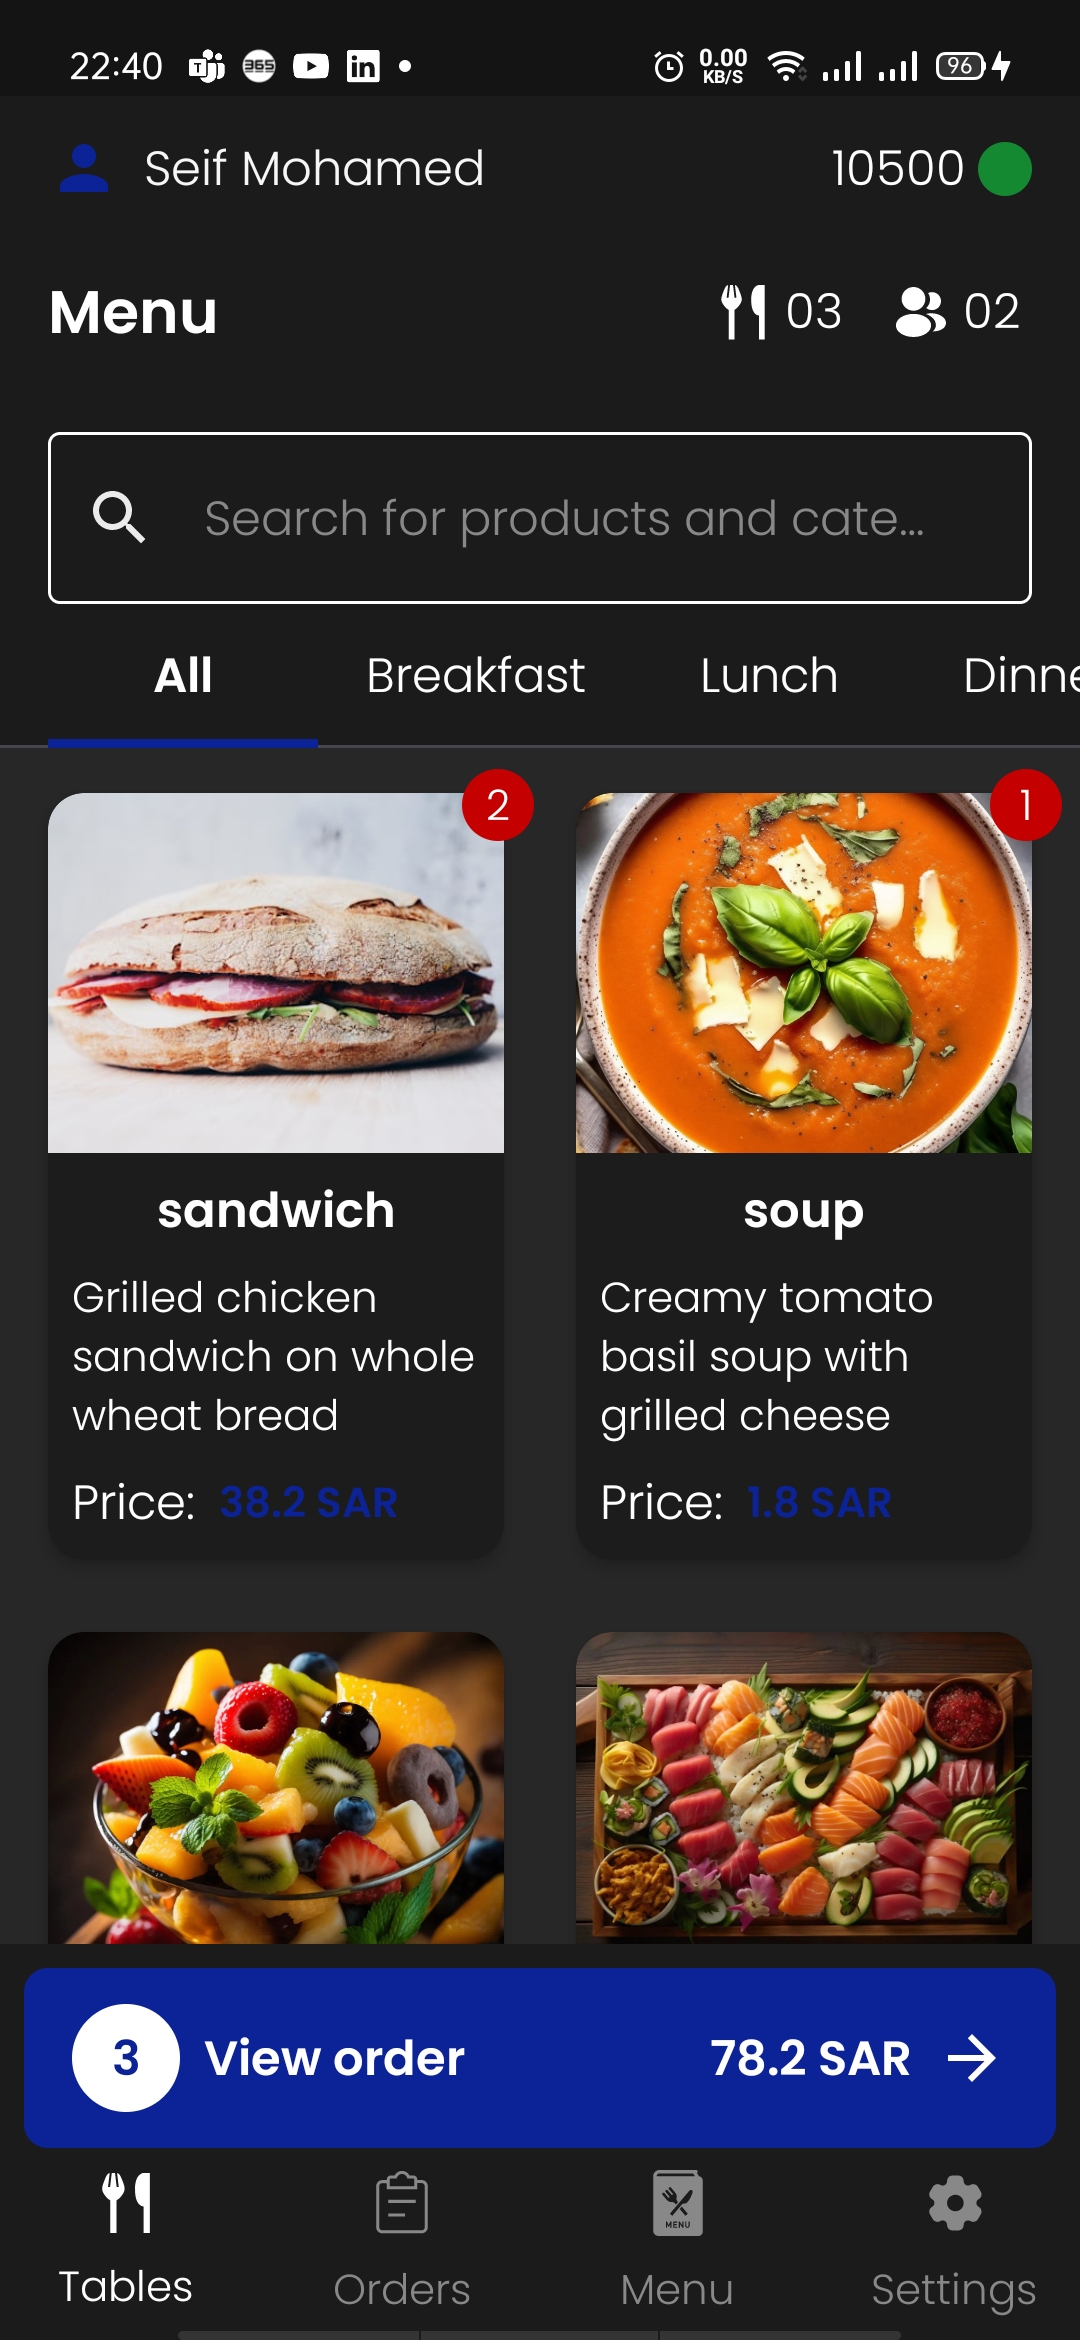 22:40
365
0.00
KB/S
96
Seif Mohamed
10500
Menu
03
02
Search for products and cate...
All
Breakfast
Lunch
Dinne
2
1
sandwich
Grilled chicken
sandwich on whole
wheat bread
Price: 38.2 SAR
soup
Creamy tomato
basil soup with
grilled cheese
Price: 1.8 SAR
3
View order
78.2 SAR
MENU
Tables
Orders
Menu
Settings